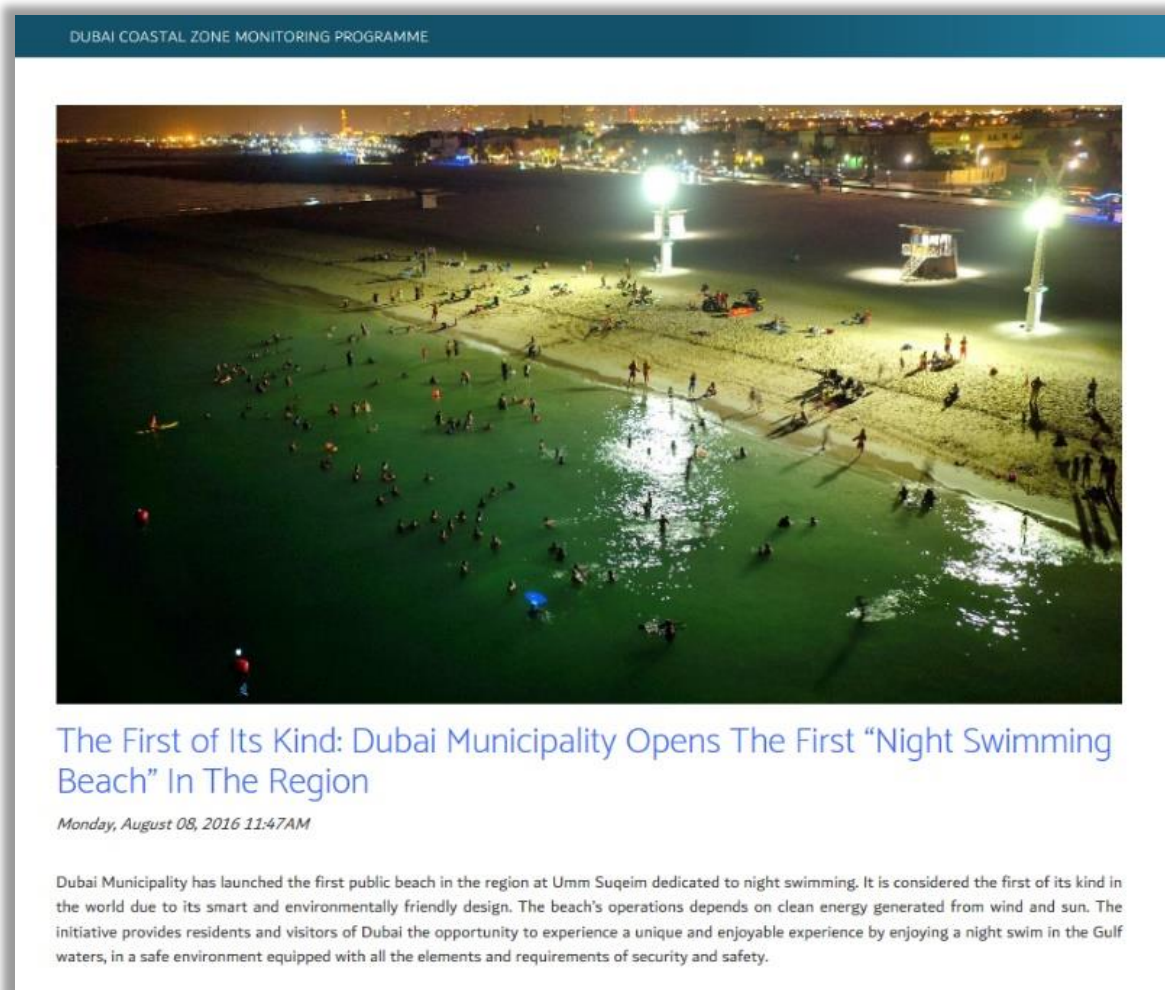 DUBAI COASTAL ZONE MONITORING PROGRAMME
The First of Its Kind: Dubai Municipality Opens The First “Night Swimming
Beach” In The Region
Monday, August 08, 2016 11:47AM
Dubai Municipality has launched the first public beach in the region at Umm Suqeim dedicated to night swimming. It is considered the first of its kind in
the world due to its smart and environmentally friendly design. The beach's operations depends on clean energy generated from wind and sun. The
initiative provides residents and visitors of Dubai the opportunity to experience a unique and enjoyable experience by enjoying a night swim in the Gulf
waters, in a safe environment equipped with all the elements and requirements of security and safety.